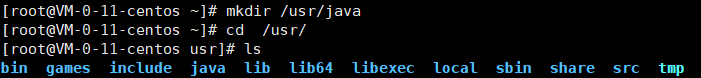 [root@VM-0-11-centos ~]# mkdir /usr/java
[root@VM-0-11-centos ~]# cd  /usr/
[root@VM-0-11-centos usr]# ls
bin  games  include  java  lib  lib64  libexec  local  sbin  share  src  tmp